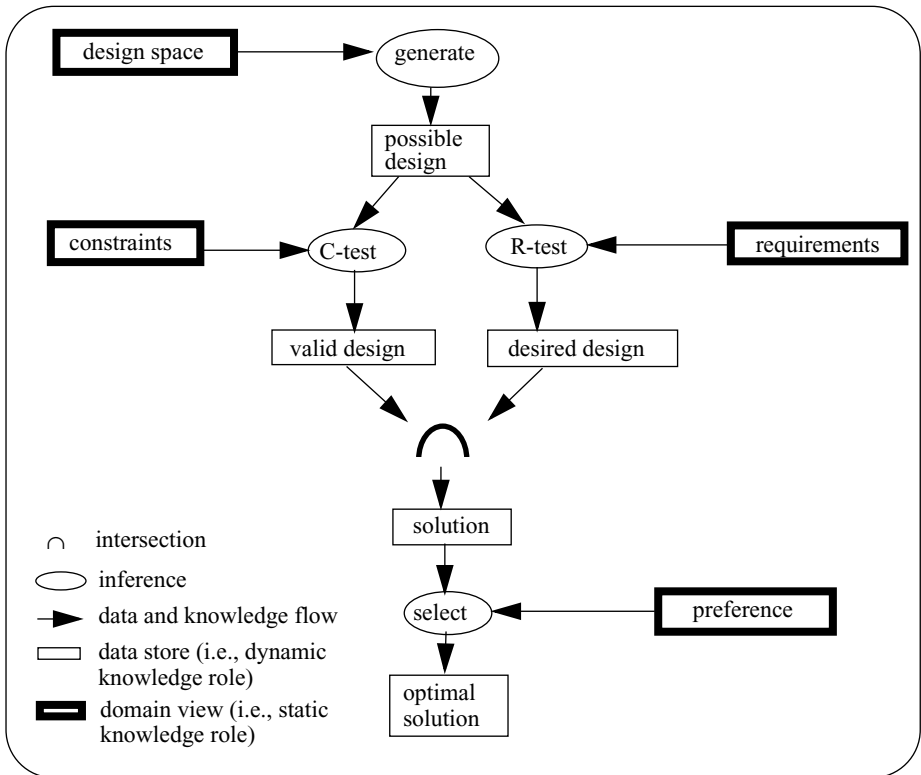 design space
generate
possible
design
constraints
C-test
R-test
requirements
valid design
desired design
solution
intersection
inference
select
preference
data and knowledge flow
data store (i.e., dynamic
knowledge role)
optimal
solution
domain view (i.e., static
knowledge role)